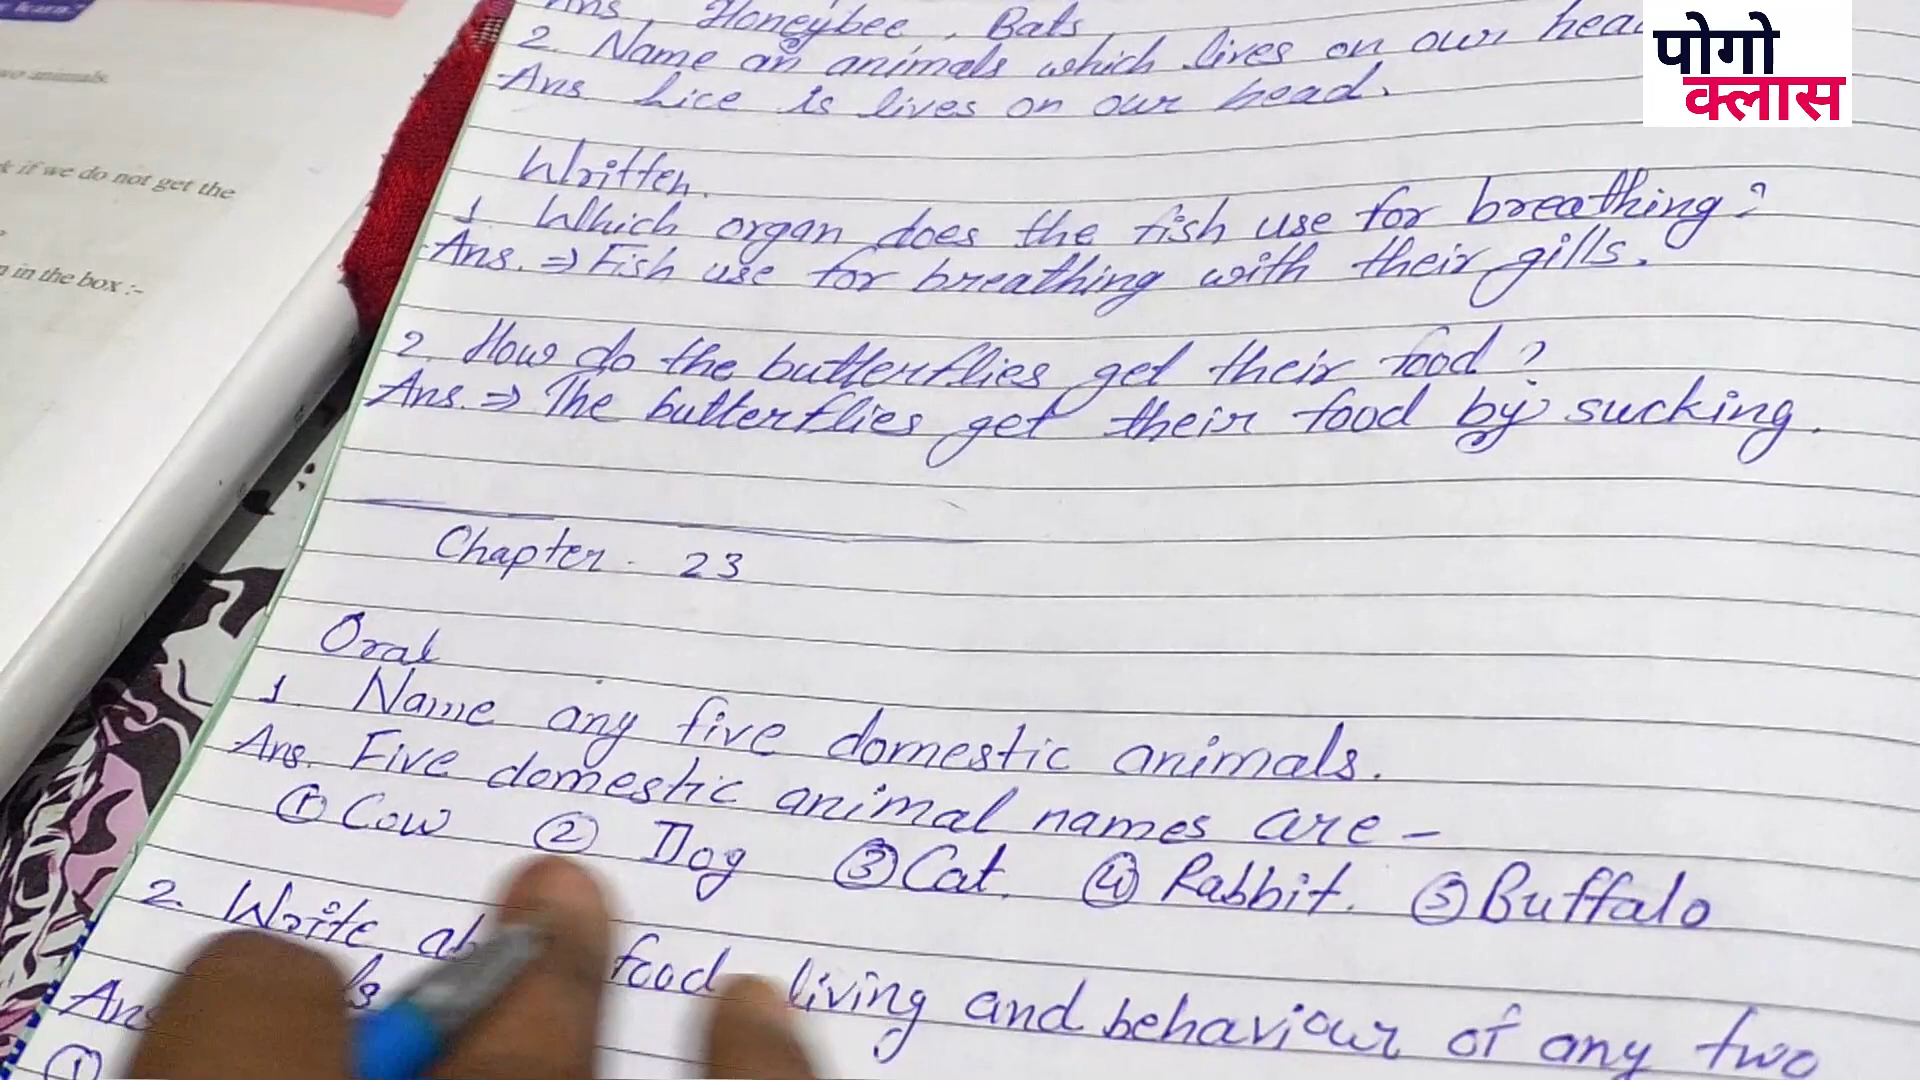 learn."
animals.
if we do not get the
in the box :-
Ans Honeybee, Bats
2. Name an animals which lives on our head
Ans Lice is lives on our head.
Written.
1 Which organ does the fish use for breathing?
Ans. ⇒ Fish use for breathing with their gills.
2. How do the butterflies get their food?
Ans. ⇒ The butterflies get their food by sucking.
Chapter - 23
Oral
1 Name any five domestic animals.
Ans. Five domestic animal names are -
① Cow ② Dog ③ Cat. ④ Rabbit. ⑤ Buffalo
2. Write food living and behaviour of any two
Ans
①
पोगो
क्लास